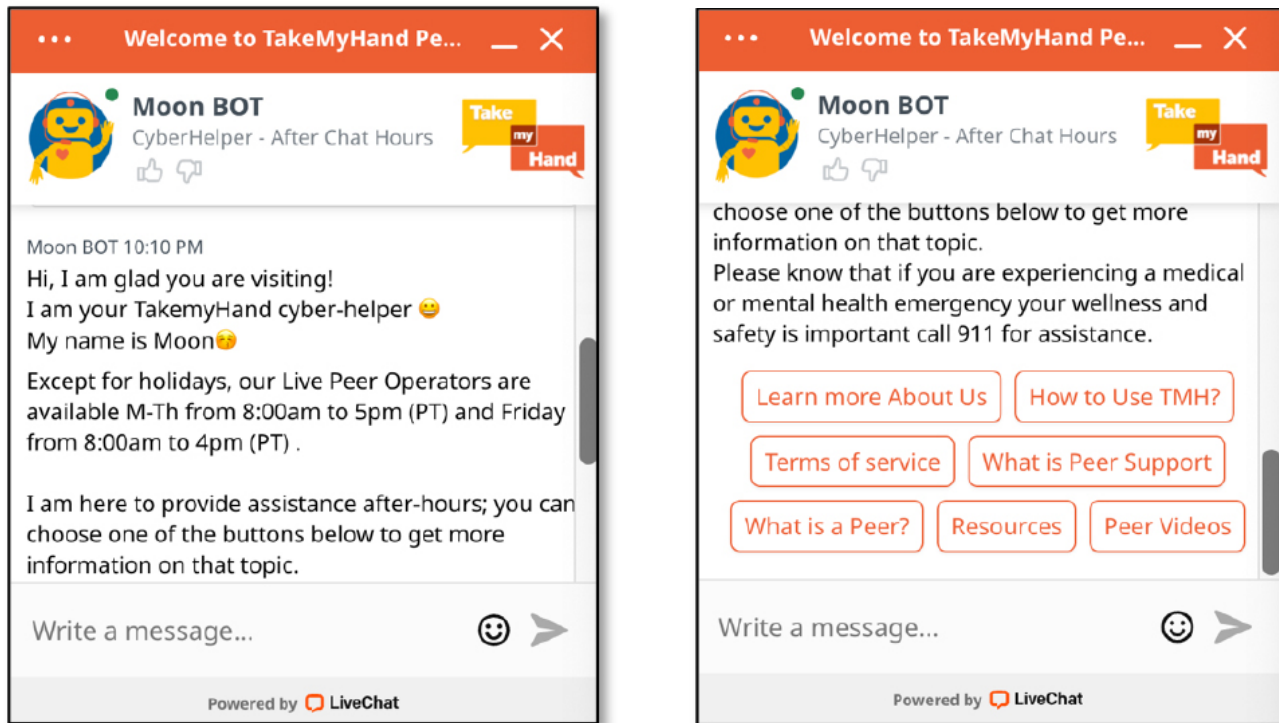 Welcome to TakeMyHand Pe...
Moon BOT
CyberHelper - After Chat Hours
Take
my
Hand
Moon BOT 10:10 PM
Hi, I am glad you are visiting!
I am your TakemyHand cyber-helper 😀
My name is Moon😚
Except for holidays, our Live Peer Operators are
available M-Th from 8:00am to 5pm (PT) and Friday
from 8:00am to 4pm (PT) .
I am here to provide assistance after-hours; you can
choose one of the buttons below to get more
information on that topic.
Write a message...
Powered by LiveChat
Welcome to TakeMyHand Pe...
Moon BOT
CyberHelper - After Chat Hours
Take
my
Hand
choose one of the buttons below to get more
information on that topic.
Please know that if you are experiencing a medical
or mental health emergency your wellness and
safety is important call 911 for assistance.
Learn more About Us
How to Use TMH?
Terms of service
What is Peer Support
What is a Peer?
Resources
Peer Videos
Write a message...
Powered by LiveChat